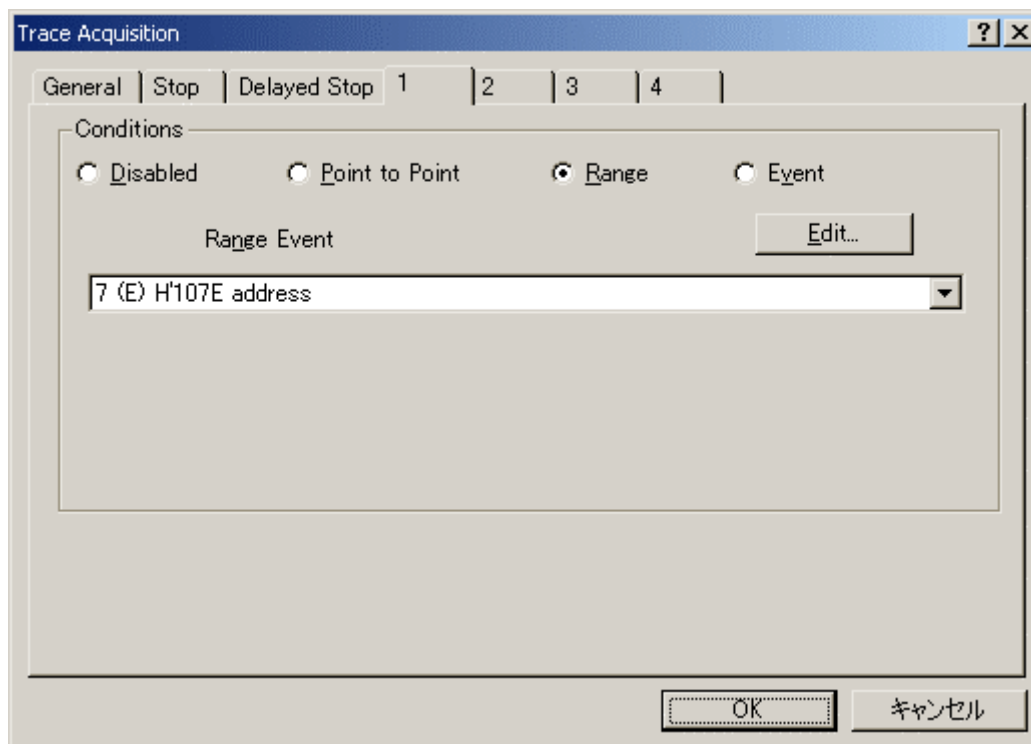 Trace Acquisition
General Stop Delayed Stop 1 2 3 4
Conditions
Disabled Point to Point Range Event
Range Event Edit...
7 (E) H'107E address
OK キャンセル